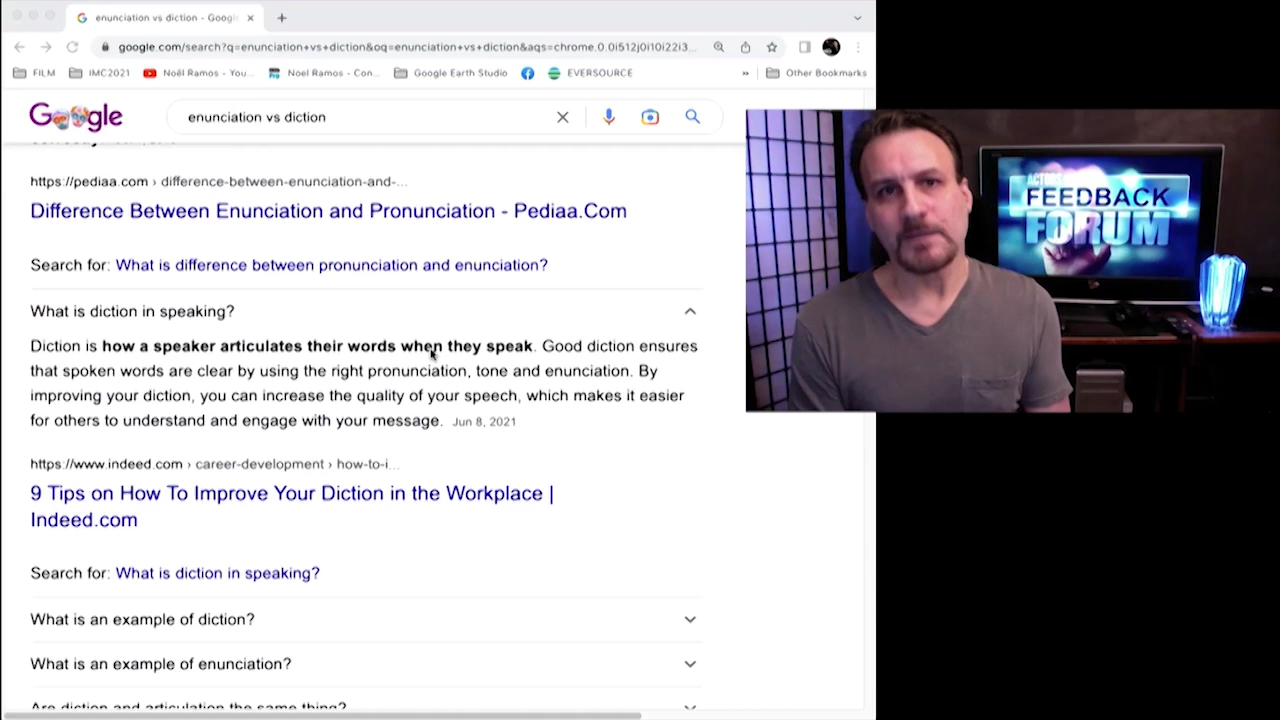 enunciation vs diction - Googl
google.com/search?q=enunciation+vs+diction&oq=enunciation+vs+diction&aqs=chrome.0.0i512j0i10i22i3...
FILM
IMC2021
Noël Ramos - You...
Noel Ramos - Con...
Google Earth Studio
EVERSOURCE
»
Other Bookmarks
Google
enunciation vs diction
https://pediaa.com › difference-between-enunciation-and-...
Difference Between Enunciation and Pronunciation - Pediaa.Com
Search for: What is difference between pronunciation and enunciation?
What is diction in speaking?
Diction is how a speaker articulates their words when they speak. Good diction ensures
that spoken words are clear by using the right pronunciation, tone and enunciation. By
improving your diction, you can increase the quality of your speech, which makes it easier
for others to understand and engage with your message. Jun 8, 2021
https://www.indeed.com › career-development › how-to-i...
9 Tips on How To Improve Your Diction in the Workplace |
Indeed.com
Search for: What is diction in speaking?
What is an example of diction?
What is an example of enunciation?
Are diction and articulation the same thing?
ACTORS
FEEDBACK
FORUM